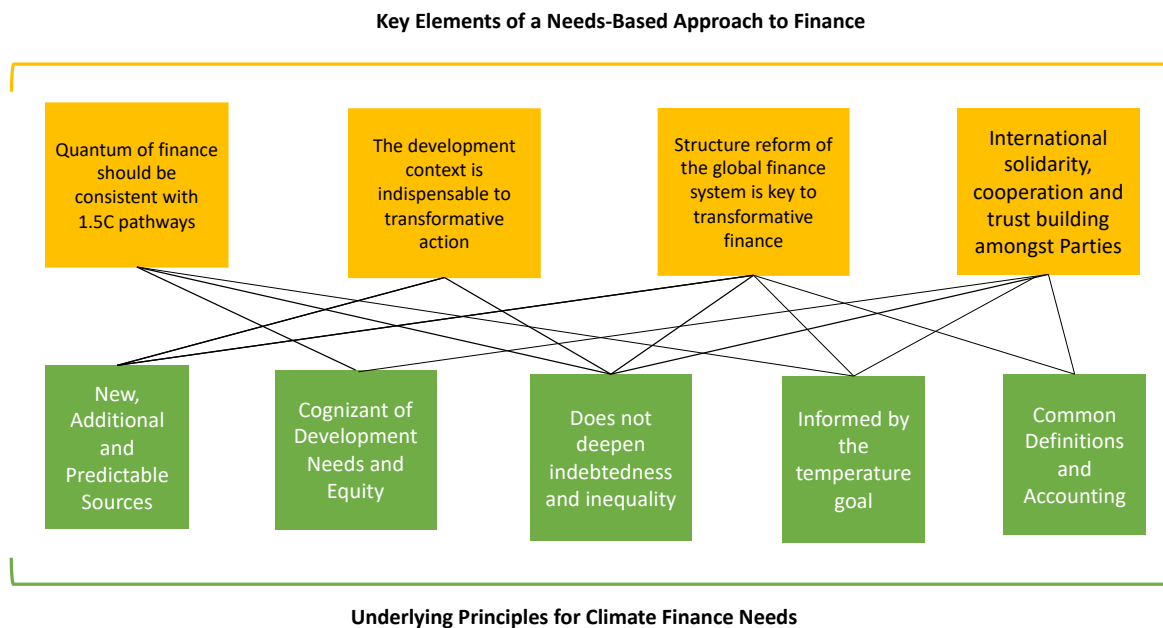 Key Elements of a Needs-Based Approach to Finance
Quantum of finance
should be
consistent with
1.5C pathways
The development
context is
indispensable to
transformative
action
Structure reform of
the global finance
system is key to
transformative
finance
International
solidarity,
cooperation and
trust building
amongst Parties
New,
Additional
and
Predictable
Sources
Cognizant of
Development
Needs and
Equity
Does not
deepen
indebtedness
and inequality
Informed by
the
temperature
goal
Common
Definitions
and
Accounting
Underlying Principles for Climate Finance Needs